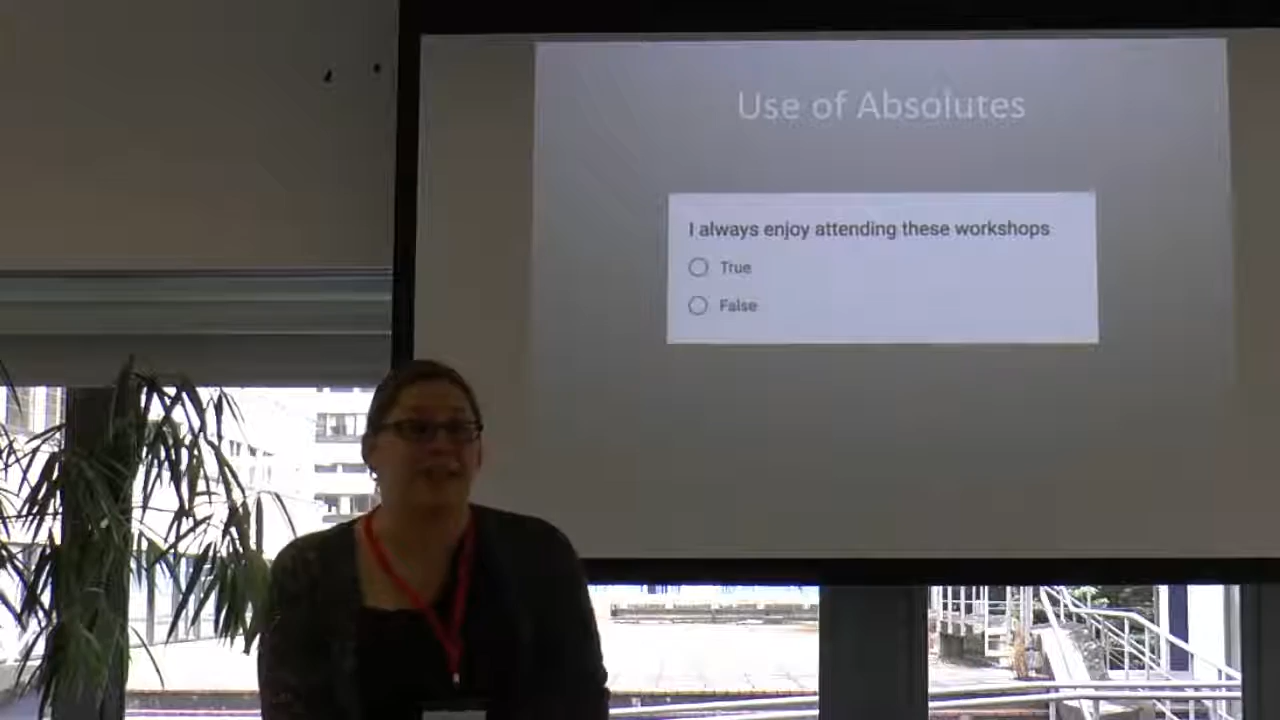 Use of Absolutes
I always enjoy attending these workshops
True
False